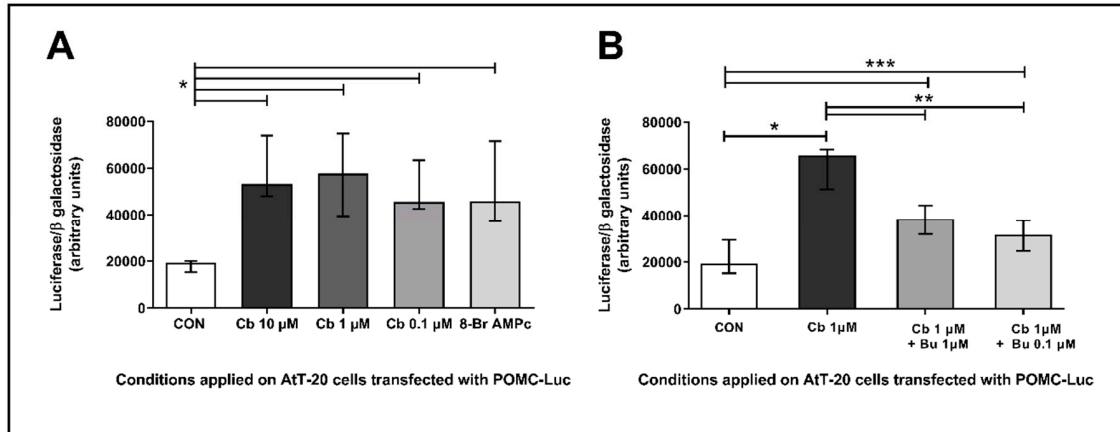 A
*
Luciferase/β galactosidase
(arbitrary units)
80000
60000
40000
20000
0
CON
Cb 10 µM
Cb 1 µM
Cb 0.1 µM
8-Br AMPc
Conditions applied on AtT-20 cells transfected with POMC-Luc
B
***
**
*
Luciferase/β galactosidase
(arbitrary units)
80000
60000
40000
20000
0
CON
Cb 1µM
Cb 1 µM
+ Bu 1µM
Cb 1µM
+ Bu 0.1 µM
Conditions applied on AtT-20 cells transfected with POMC-Luc